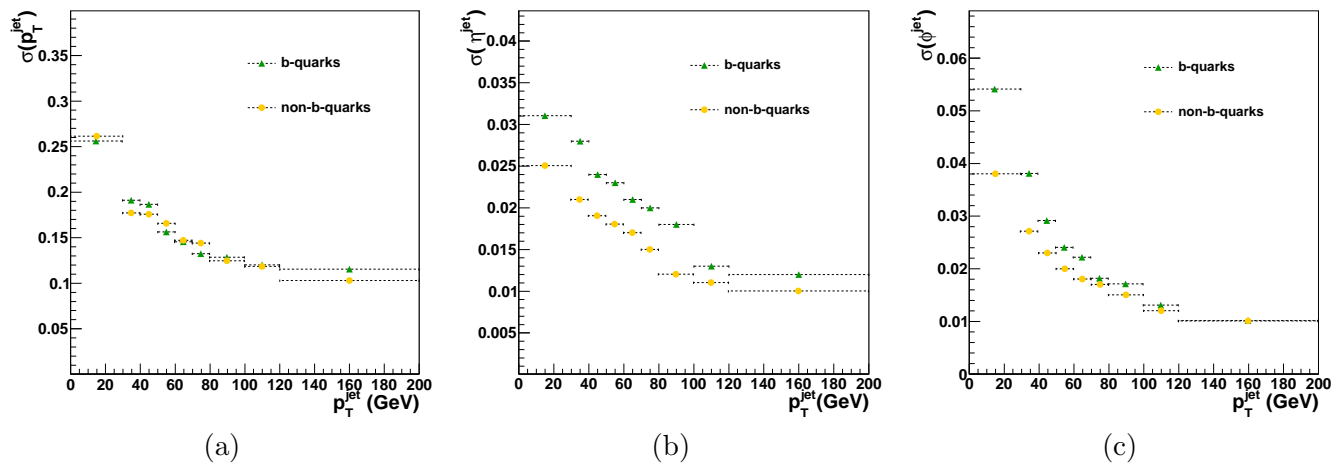 σ(p_T^jet)
0.35
0.3
0.25
0.2
0.15
0.1
0.05
b-quarks
non-b-quarks
0 20 40 60 80 100 120 140 160 180 200
p_T^jet (GeV)
(a)
σ(η^jet)
0.04
0.035
0.03
0.025
0.02
0.015
0.01
0.005
b-quarks
non-b-quarks
0 20 40 60 80 100 120 140 160 180 200
p_T^jet (GeV)
(b)
σ(ϕ^jet)
0.06
0.05
0.04
0.03
0.02
0.01
0
b-quarks
non-b-quarks
0 20 40 60 80 100 120 140 160 180 200
p_T^jet (GeV)
(c)